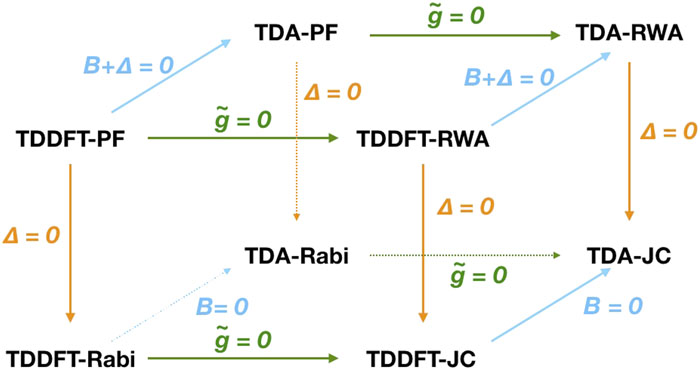 g̃ = 0
TDA-PF
TDA-RWA
B+Δ = 0
B+Δ = 0
Δ = 0
g̃ = 0
Δ = 0
TDDFT-PF
TDDFT-RWA
Δ = 0
Δ = 0
TDA-Rabi
TDA-JC
g̃ = 0
B= 0
B = 0
g̃ = 0
TDDFT-Rabi
TDDFT-JC